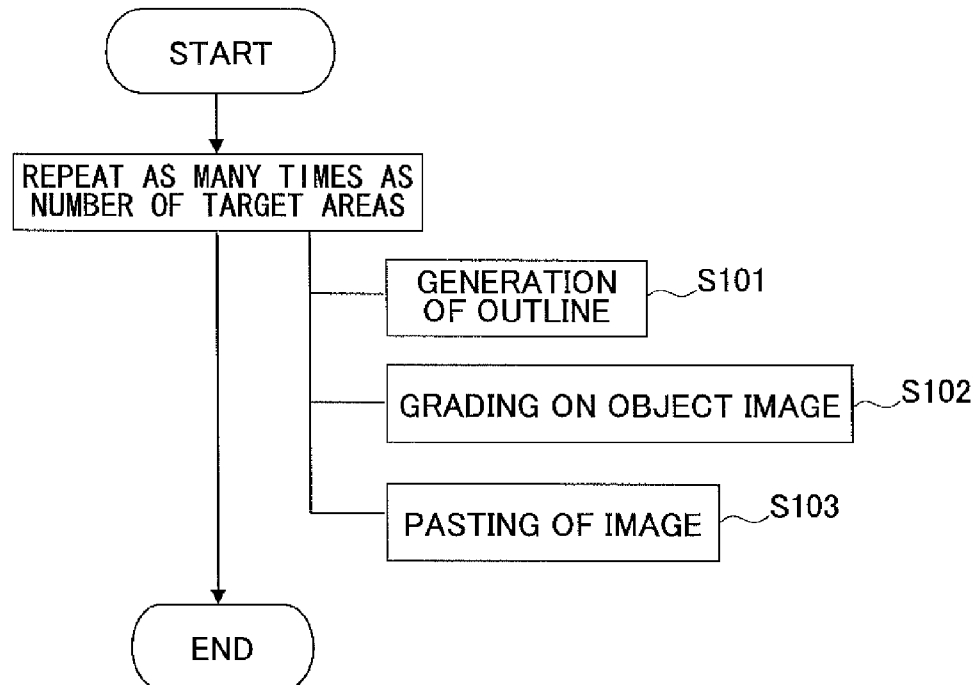 START
REPEAT AS MANY TIMES AS
NUMBER OF TARGET AREAS
GENERATION
OF OUTLINE
S101
GRADING ON OBJECT IMAGE
S102
PASTING OF IMAGE
S103
END